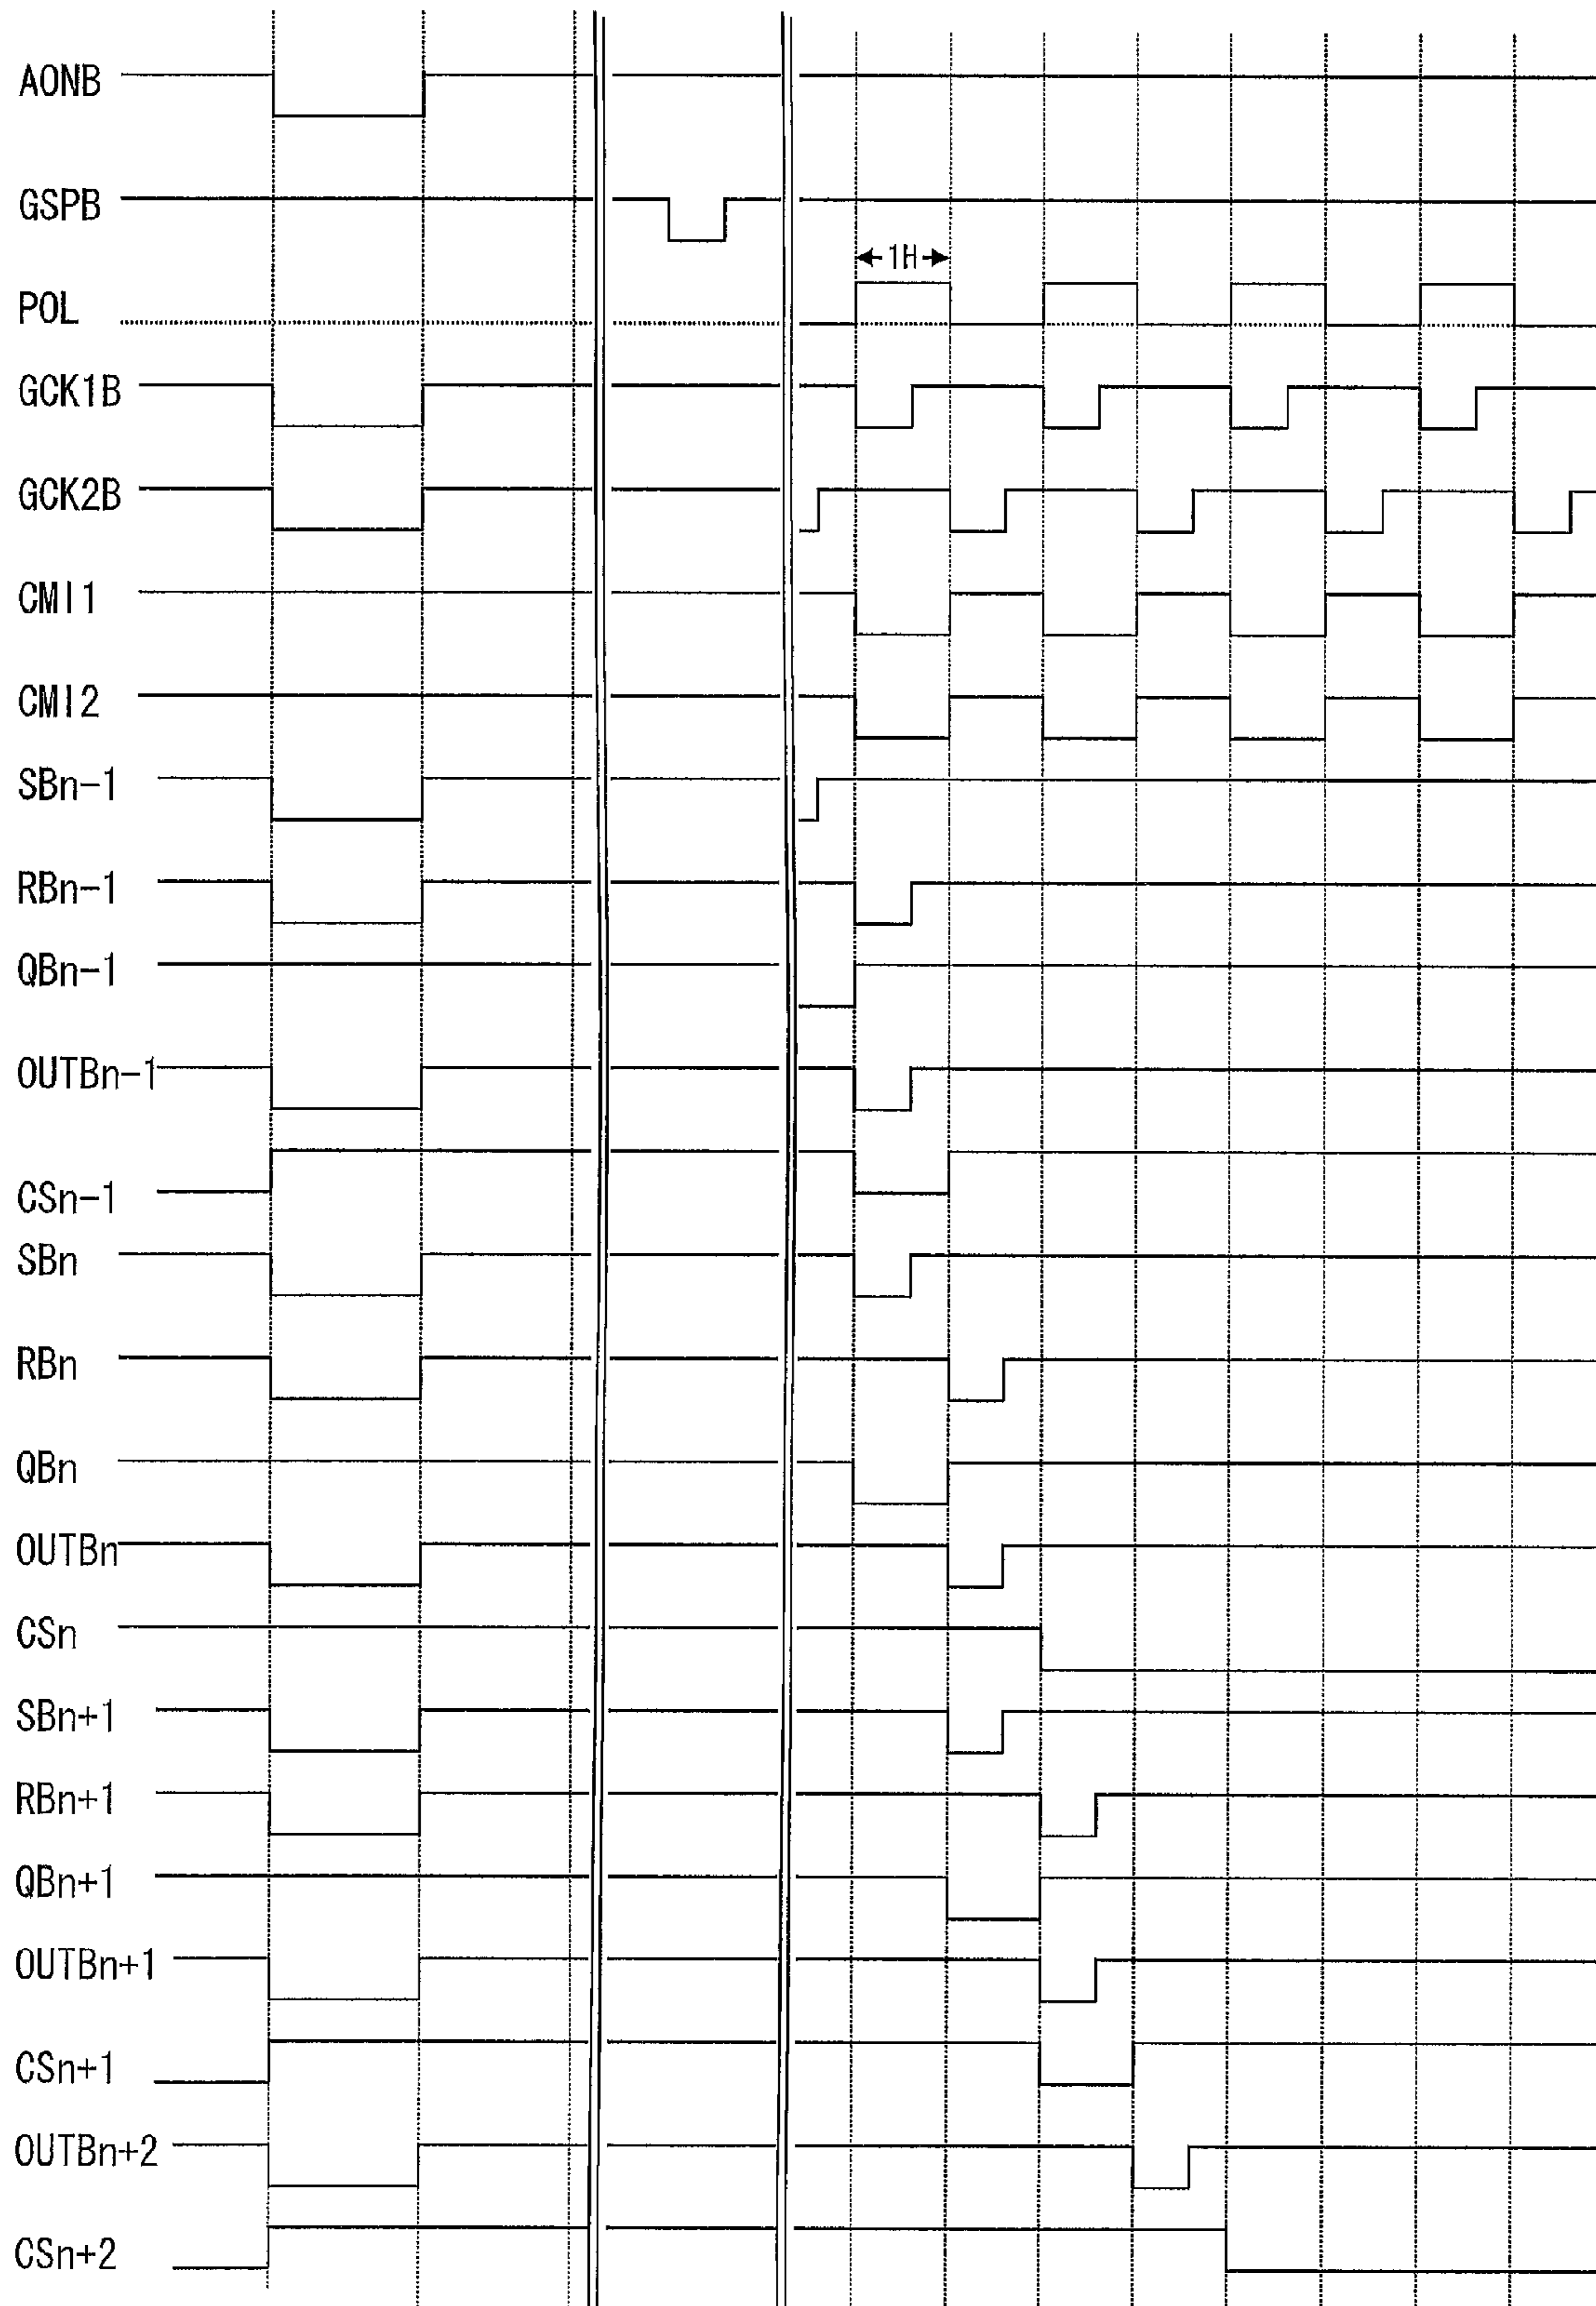 AONB
GSPB
1H
POL
GCK1B
GCK2B
CMI1
CMI2
SBn-1
RBn-1
QBn-1
OUTBn-1
CSn-1
SBn
RBn
QBn
OUTBn
CSn
SBn+1
RBn+1
QBn+1
OUTBn+1
CSn+1
OUTBn+2
CSn+2